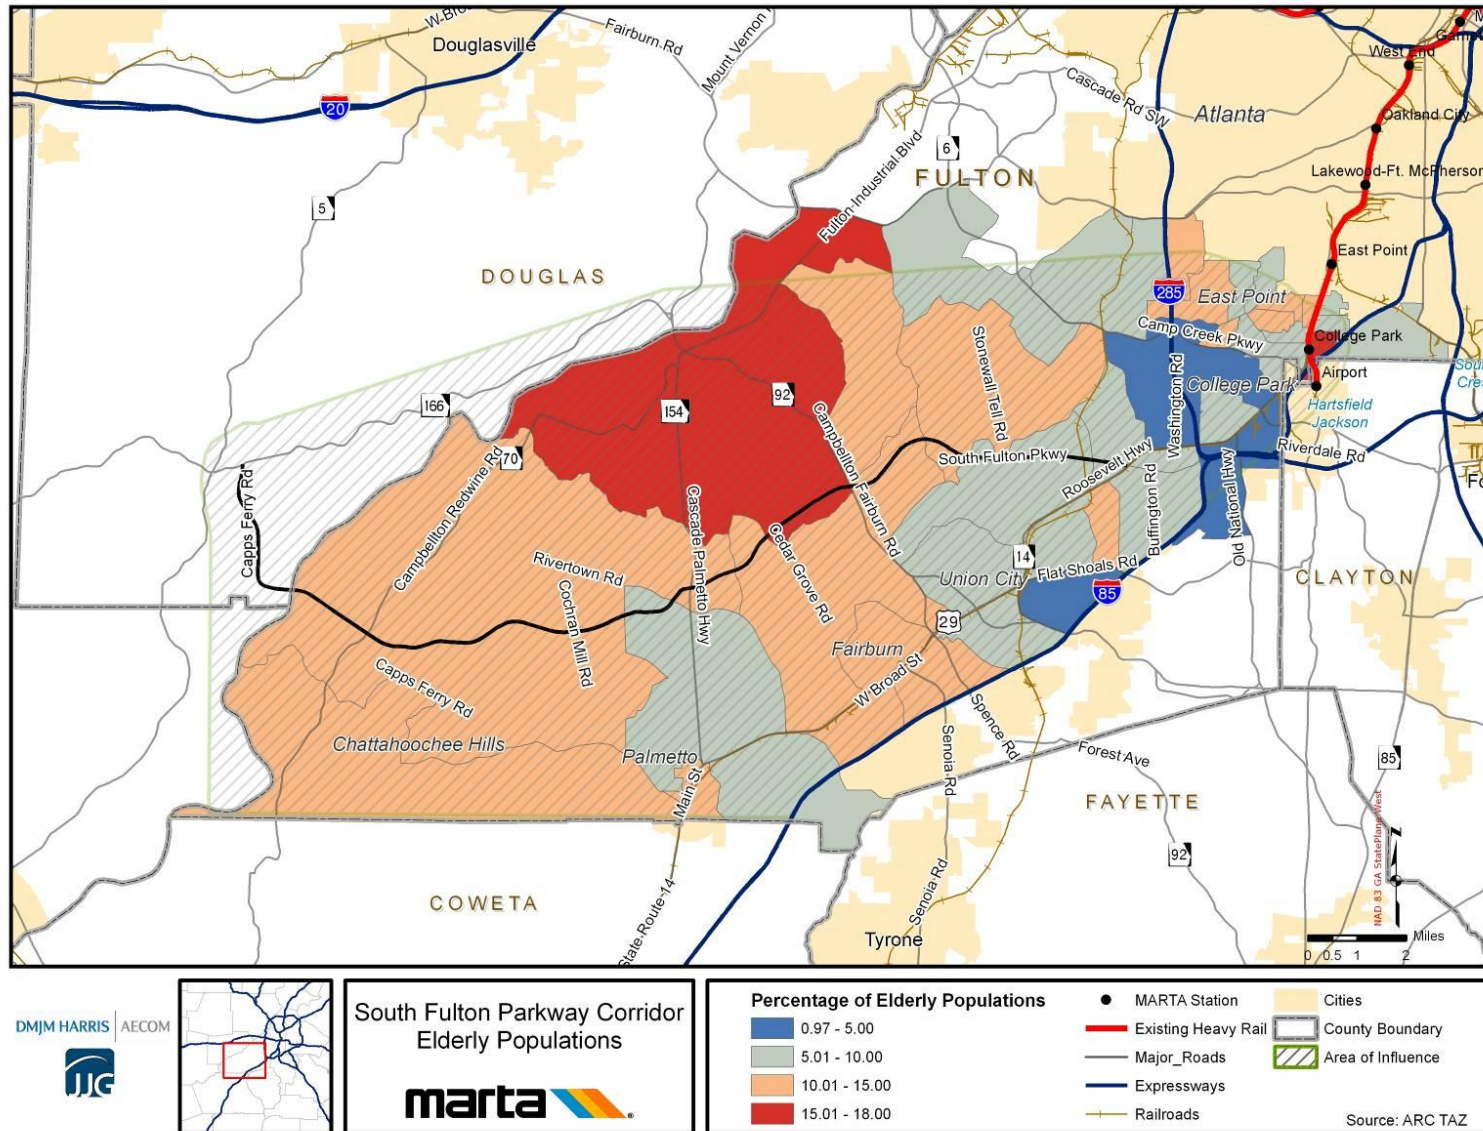 W-Bro
Fairburn Rd
Mount Vernon
M
Garne
West End
Douglasville
20
Cascade Rd SW
Atlanta
Oakland City
Fulton-Industrial Blvd
6
FULTON
Lakewood-Ft. McPherson
5
East Point
DOUGLAS
285
East Point
Camp Creek Pkwy
College Park
Stonewall Tell Rd
Washington Rd
College Park
Airport
Hartsfield
Jackson
166
154
92
Campbellton Fairburn Rd
70
South Fulton Pkwy
Roosevelt Hwy
Riverdale Rd
Capps Ferry Rd
Campbellton Redwine Rd
Cascade Palmetto Hwy
Cedar Grove Rd
Buffington Rd
Old National Hwy
Rivertown Rd
Cochran Mill Rd
14
Flat Shoals Rd
Union City
85
CLAYTON
29
Fairburn
Capps Ferry Rd
W Broad St
Spence Rd
Senoia Rd
Chattahoochee Hills
Palmetto
Main St
Forest Ave
85
FAYETTE
92
COWETA
State-Route-14
Senoia-Rd
Tyrone
NAD 83 GA StatePlane West
Miles
0 0.5 1 2
DMJM HARRIS AECOM
JJG
South Fulton Parkway Corridor
Elderly Populations
marta
Percentage of Elderly Populations
0.97 - 5.00
5.01 - 10.00
10.01 - 15.00
15.01 - 18.00
MARTA Station
Existing Heavy Rail
Major_Roads
Expressways
Railroads
Cities
County Boundary
Area of Influence
Source: ARC TAZ